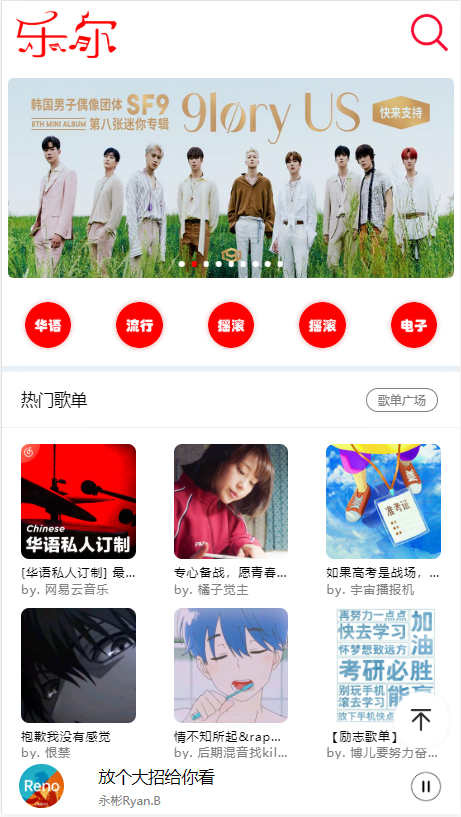 乐尔
韩国男子偶像团体 SF9
8TH MINI ALBUM 第八张迷你专辑
9lory US
快来支持
华语
流行
摇滚
摇滚
电子
热门歌单
歌单广场
Chinese
华语私人订制
准考证
[华语私人订制] 最...
专心备战，愿青春...
如果高考是战场，...
by. 网易云音乐
by. 橘子觉主
by. 宇宙播报机
再努力一点点
快去学习
加油
怀梦想致远方
考研必胜
别玩手机
滚去学习
能赢
放下手机快点
抱歉我没有感觉
情不知所起&rap...
【励志歌单】
by. 恨禁
by. 后期混音找kil...
by. 博儿要努力奋...
Reno
放个大招给你看
永彬Ryan.B